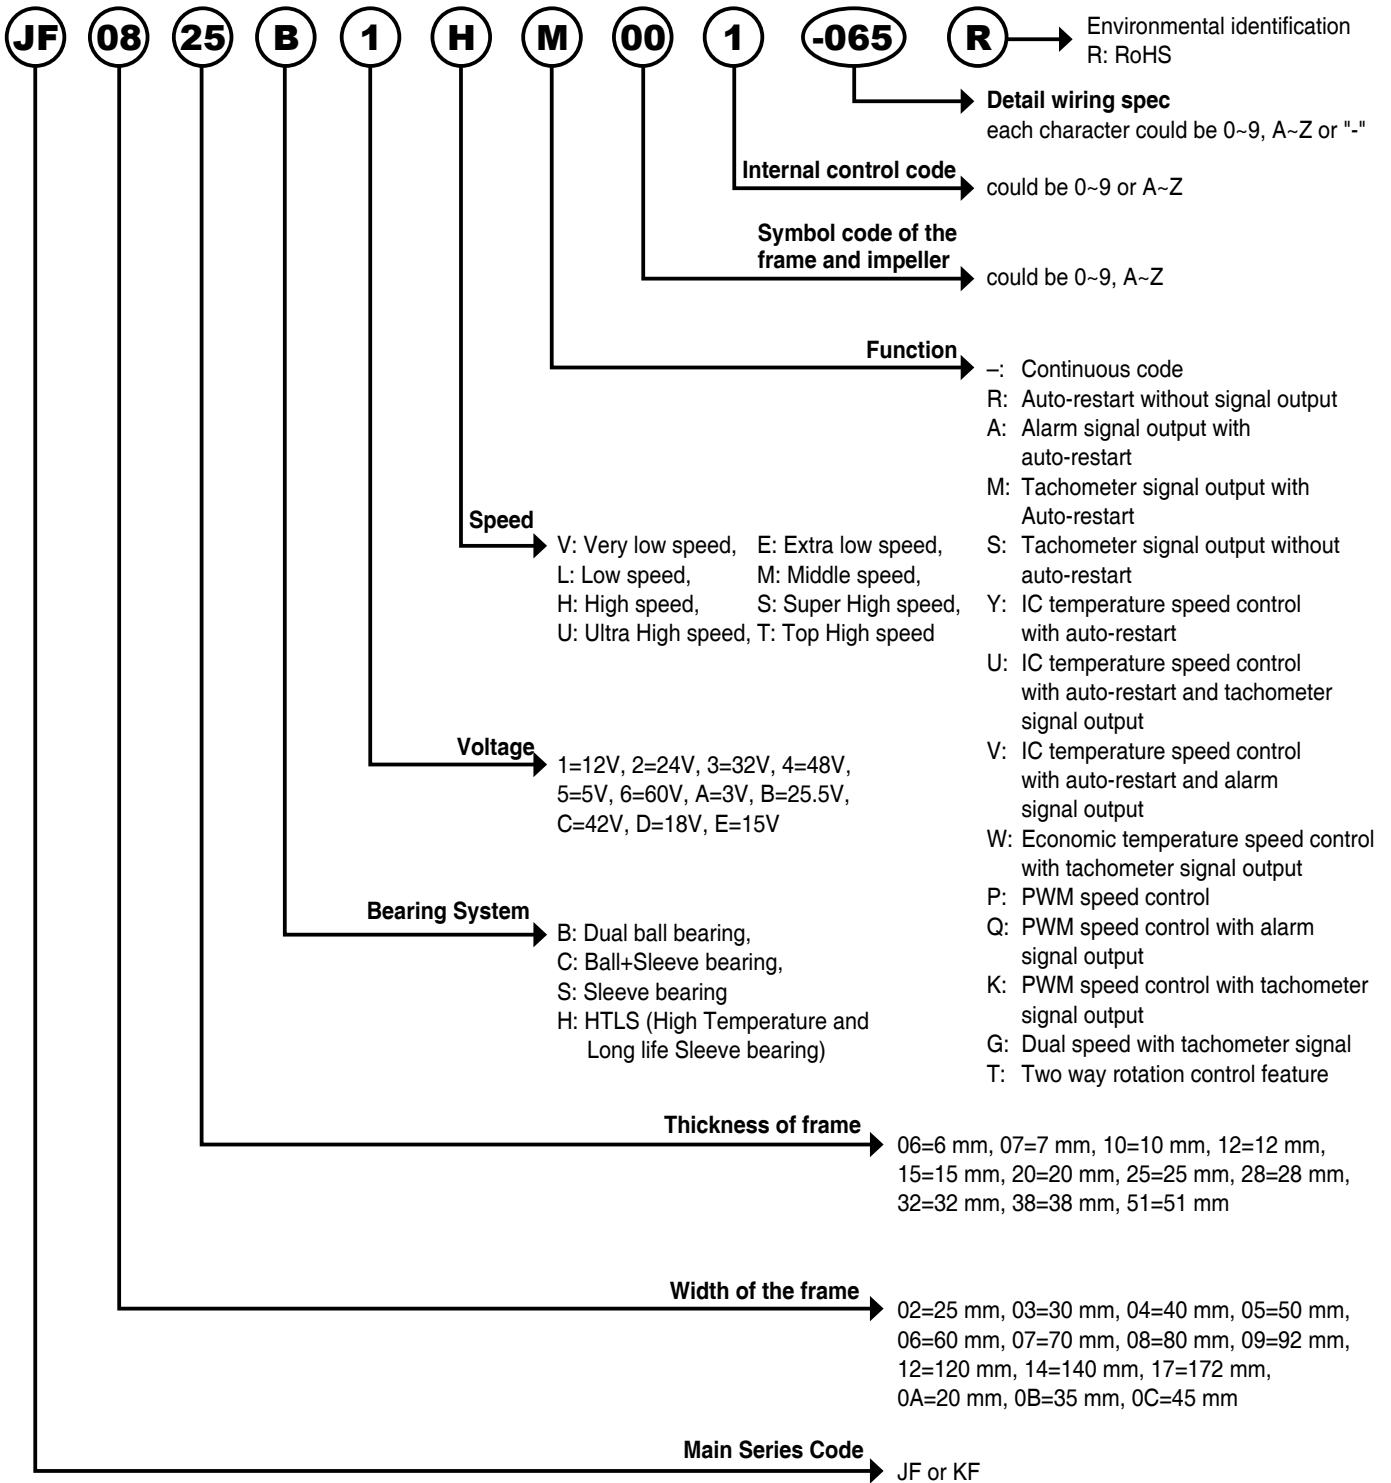 JF 08 25 B 1 H M 00 1 -065 R
Environmental identification
R: RoHS
Detail wiring spec
each character could be 0~9, A~Z or "-"
Internal control code
could be 0~9 or A~Z
Symbol code of the
frame and impeller
could be 0~9, A~Z
Function
–: Continuous code
R: Auto-restart without signal output
A: Alarm signal output with
auto-restart
M: Tachometer signal output with
Auto-restart
S: Tachometer signal output without
auto-restart
Y: IC temperature speed control
with auto-restart
U: IC temperature speed control
with auto-restart and tachometer
signal output
V: IC temperature speed control
with auto-restart and alarm
signal output
W: Economic temperature speed control
with tachometer signal output
P: PWM speed control
Q: PWM speed control with alarm
signal output
K: PWM speed control with tachometer
signal output
G: Dual speed with tachometer signal
T: Two way rotation control feature
Speed
V: Very low speed, E: Extra low speed,
L: Low speed, M: Middle speed,
H: High speed, S: Super High speed,
U: Ultra High speed, T: Top High speed
Voltage
1=12V, 2=24V, 3=32V, 4=48V,
5=5V, 6=60V, A=3V, B=25.5V,
C=42V, D=18V, E=15V
Bearing System
B: Dual ball bearing,
C: Ball+Sleeve bearing,
S: Sleeve bearing
H: HTLS (High Temperature and
Long life Sleeve bearing)
Thickness of frame
06=6 mm, 07=7 mm, 10=10 mm, 12=12 mm,
15=15 mm, 20=20 mm, 25=25 mm, 28=28 mm,
32=32 mm, 38=38 mm, 51=51 mm
Width of the frame
02=25 mm, 03=30 mm, 04=40 mm, 05=50 mm,
06=60 mm, 07=70 mm, 08=80 mm, 09=92 mm,
12=120 mm, 14=140 mm, 17=172 mm,
0A=20 mm, 0B=35 mm, 0C=45 mm
Main Series Code
JF or KF